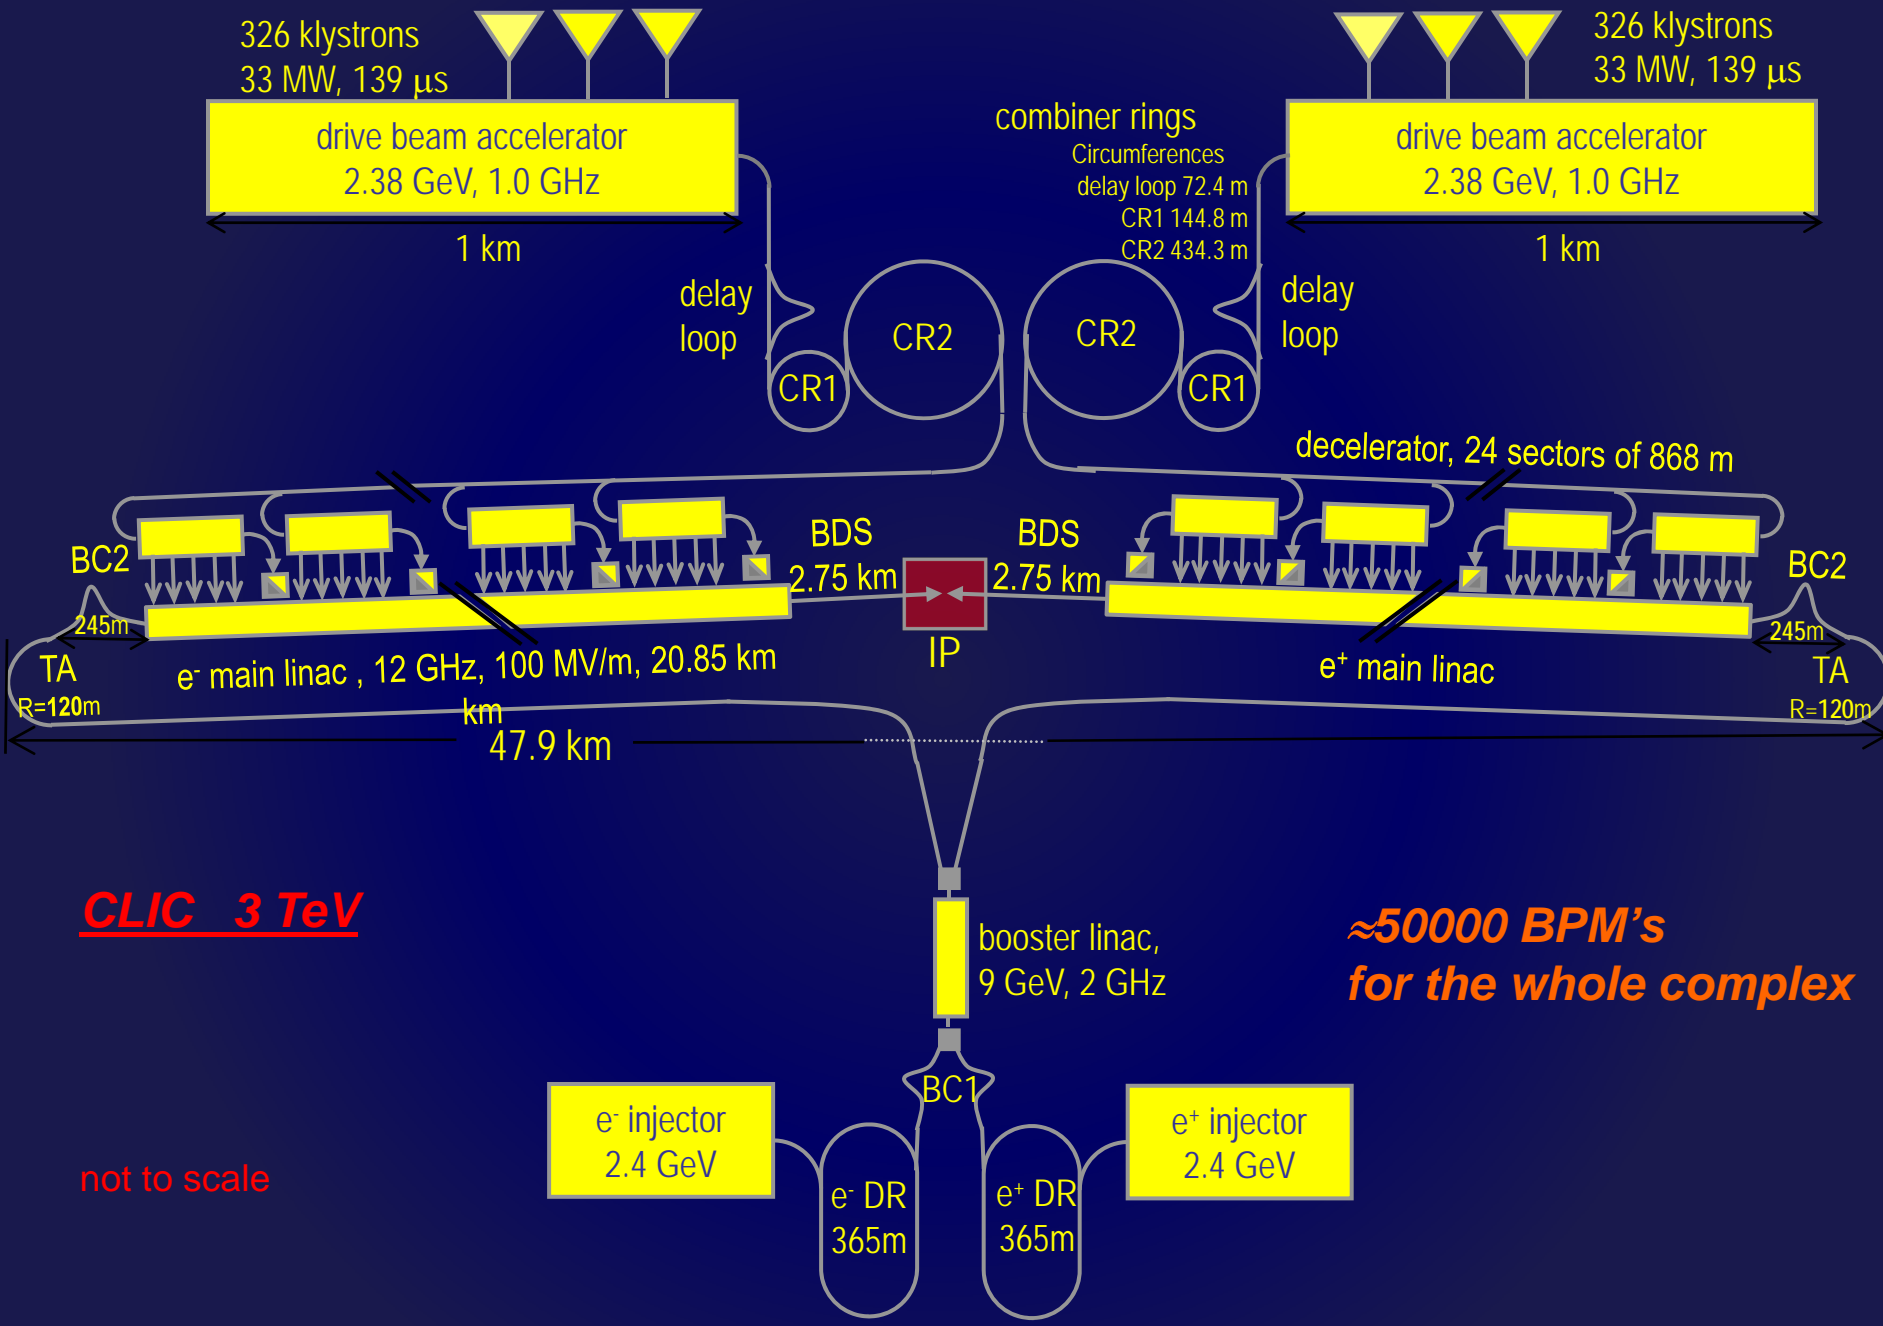 326 klystrons
33 MW, 139 μs
326 klystrons
33 MW, 139 μs
drive beam accelerator
2.38 GeV, 1.0 GHz
combiner rings
Circumferences
delay loop 72.4 m
CR1 144.8 m
CR2 434.3 m
drive beam accelerator
2.38 GeV, 1.0 GHz
1 km
1 km
delay
loop
CR2
CR2
delay
loop
CR1
CR1
decelerator, 24 sectors of 868 m
BC2
BDS
2.75 km
BDS
2.75 km
BC2
245m
245m
IP
TA
R=120m
e⁻ main linac , 12 GHz, 100 MV/m, 20.85 km
km
e⁺ main linac
TA
R=120m
47.9 km
CLIC 3 TeV
booster linac,
9 GeV, 2 GHz
≈50000 BPM's
for the whole complex
BC1
e⁻ injector
2.4 GeV
e⁺ injector
2.4 GeV
not to scale
e⁻ DR
365m
e⁺ DR
365m